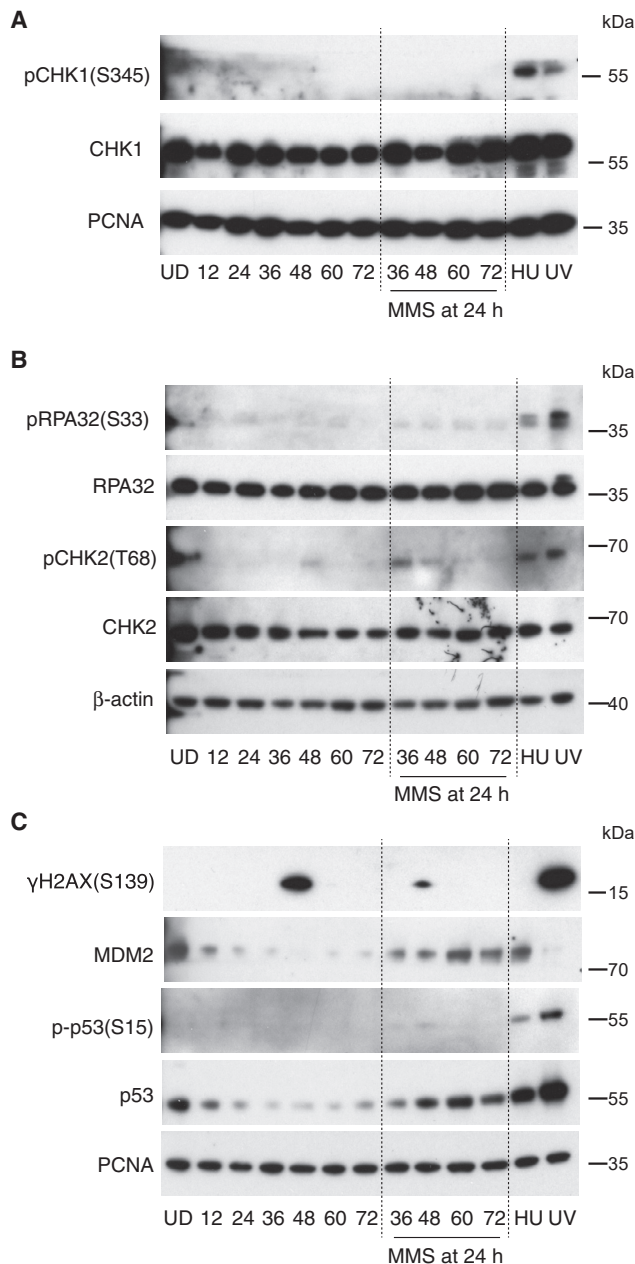 A
kDa
pCHK1(S345)
55
CHK1
55
PCNA
35
UD 12 24 36 48 60 72 36 48 60 72 HU UV
MMS at 24 h
B
kDa
pRPA32(S33)
35
RPA32
35
pCHK2(T68)
70
CHK2
70
β-actin
40
UD 12 24 36 48 60 72 36 48 60 72 HU UV
MMS at 24 h
C
kDa
γH2AX(S139)
15
MDM2
70
p-p53(S15)
55
p53
55
PCNA
35
UD 12 24 36 48 60 72 36 48 60 72 HU UV
MMS at 24 h